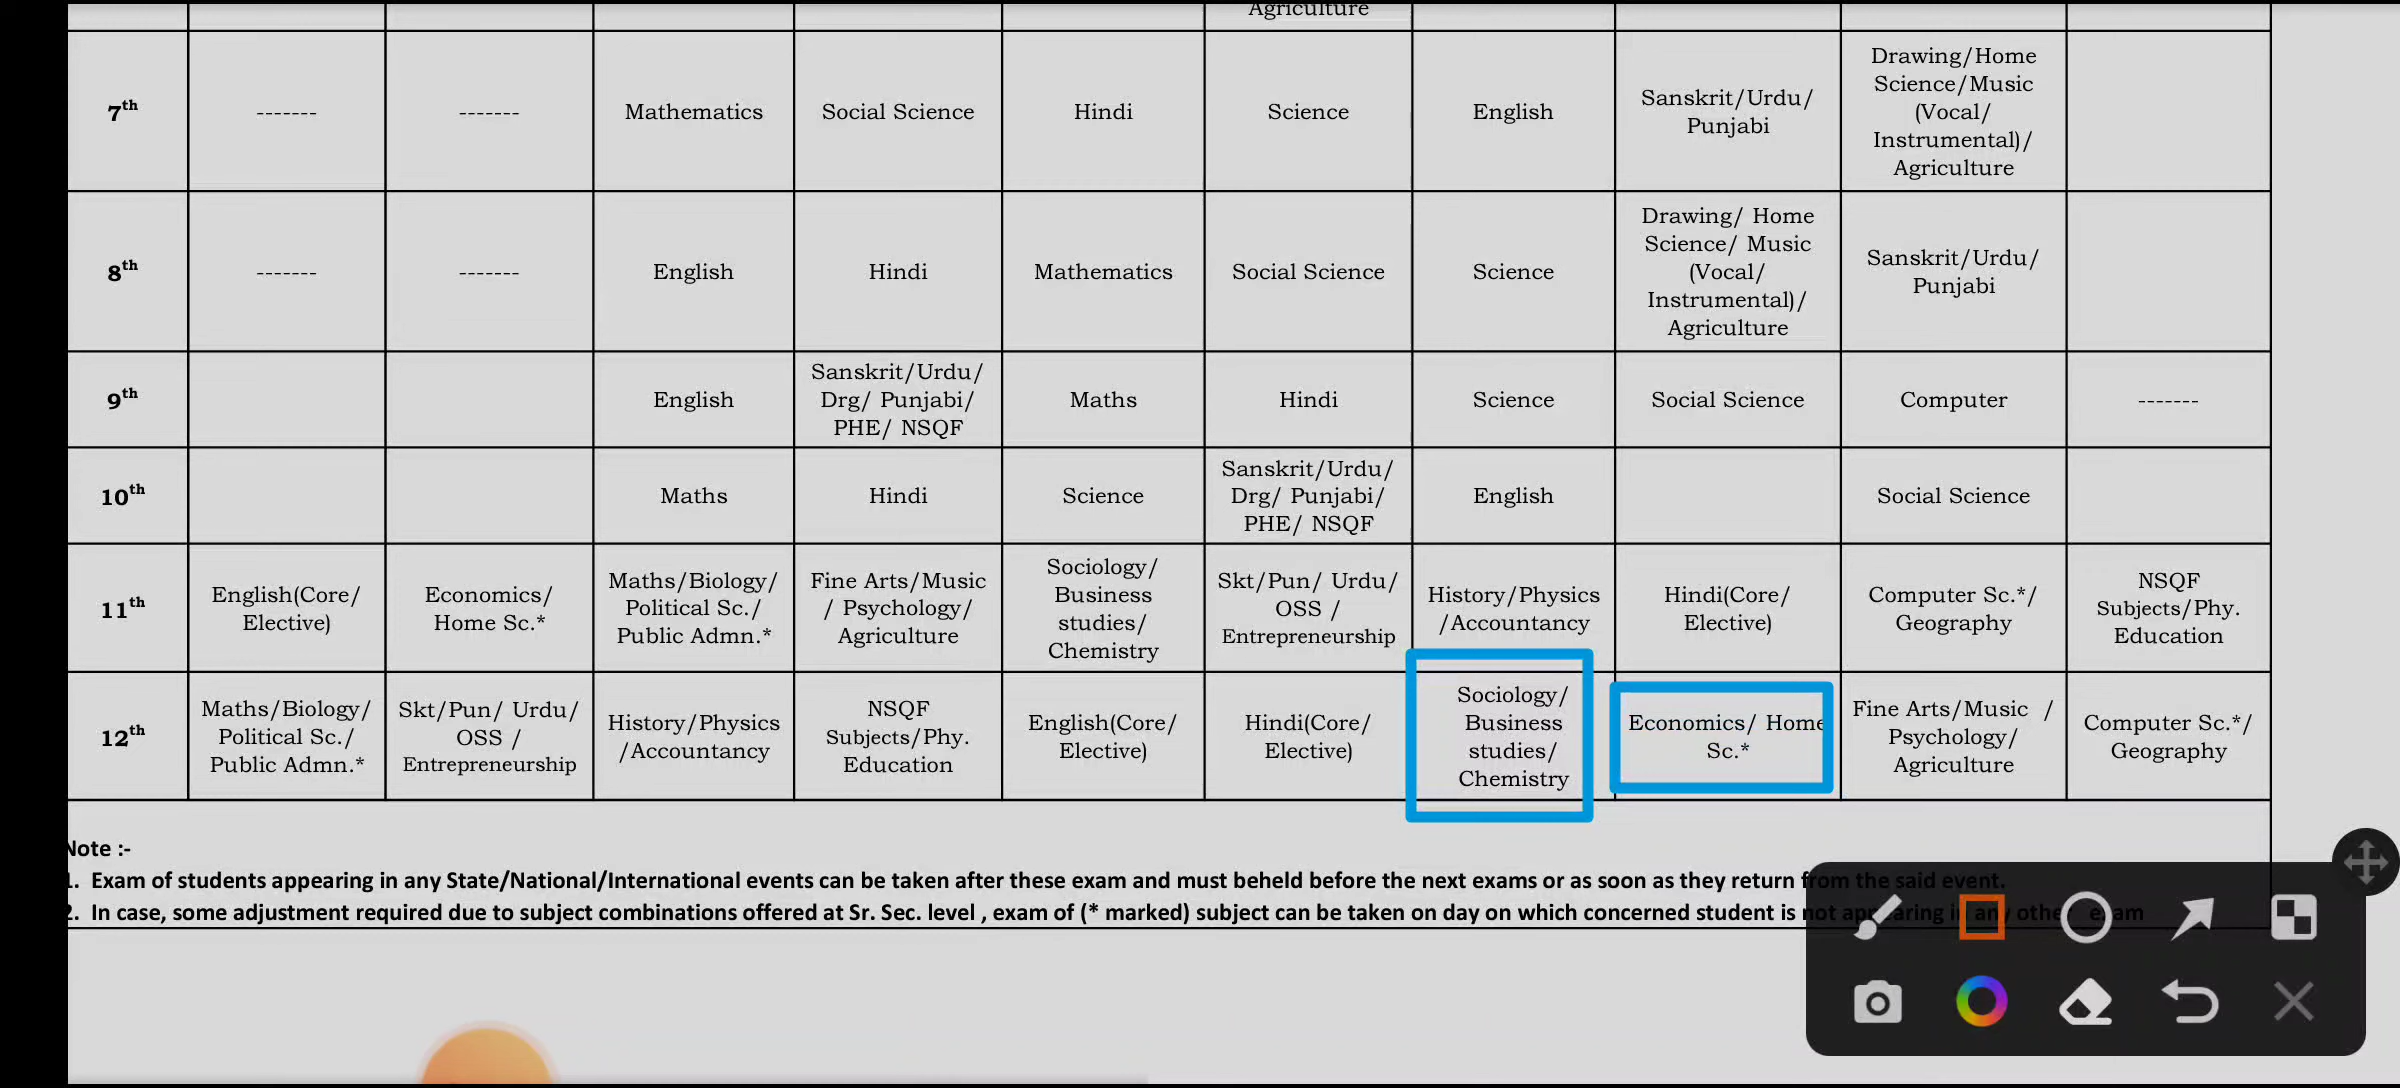 Agriculture
7th ------- ------- Mathematics Social Science Hindi Science English Sanskrit/Urdu/ Punjabi Drawing/Home Science/Music (Vocal/ Instrumental)/ Agriculture
8th ------- ------- English Hindi Mathematics Social Science Science Drawing/ Home Science/ Music (Vocal/ Instrumental)/ Agriculture Sanskrit/Urdu/ Punjabi
9th English Sanskrit/Urdu/ Drg/ Punjabi/ PHE/ NSQF Maths Hindi Science Social Science Computer -------
10th Maths Hindi Science Sanskrit/Urdu/ Drg/ Punjabi/ PHE/ NSQF English Social Science
11th English(Core/ Elective) Economics/ Home Sc.* Maths/Biology/ Political Sc./ Public Admn.* Fine Arts/Music / Psychology/ Agriculture Sociology/ Business studies/ Chemistry Skt/Pun/ Urdu/ OSS / Entrepreneurship History/Physics /Accountancy Hindi(Core/ Elective) Computer Sc.*/ Geography NSQF Subjects/Phy. Education
12th Maths/Biology/ Political Sc./ Public Admn.* Skt/Pun/ Urdu/ OSS / Entrepreneurship History/Physics /Accountancy NSQF Subjects/Phy. Education English(Core/ Elective) Hindi(Core/ Elective) Sociology/ Business studies/ Chemistry Economics/ Home Sc.* Fine Arts/Music / Psychology/ Agriculture Computer Sc.*/ Geography
Note :-
1. Exam of students appearing in any State/National/International events can be taken after these exam and must beheld before the next exams or as soon as they return from the said event.
2. In case, some adjustment required due to subject combinations offered at Sr. Sec. level , exam of (* marked) subject can be taken on day on which concerned student is not appearing in any other exam